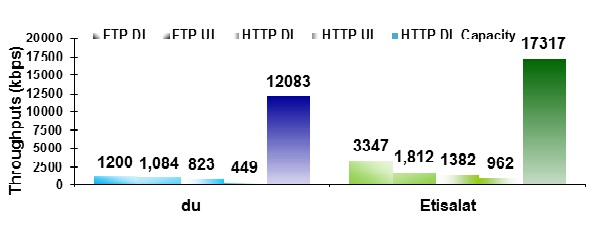 FTP DL FTP UL HTTP DL HTTP UL HTTP DL Capacity
Throughputs (kbps)
20000
17500
15000
12500
10000
7500
5000
2500
0
1200 1,084 823 449 12083
3347 1,812 1382 962 17317
du Etisalat